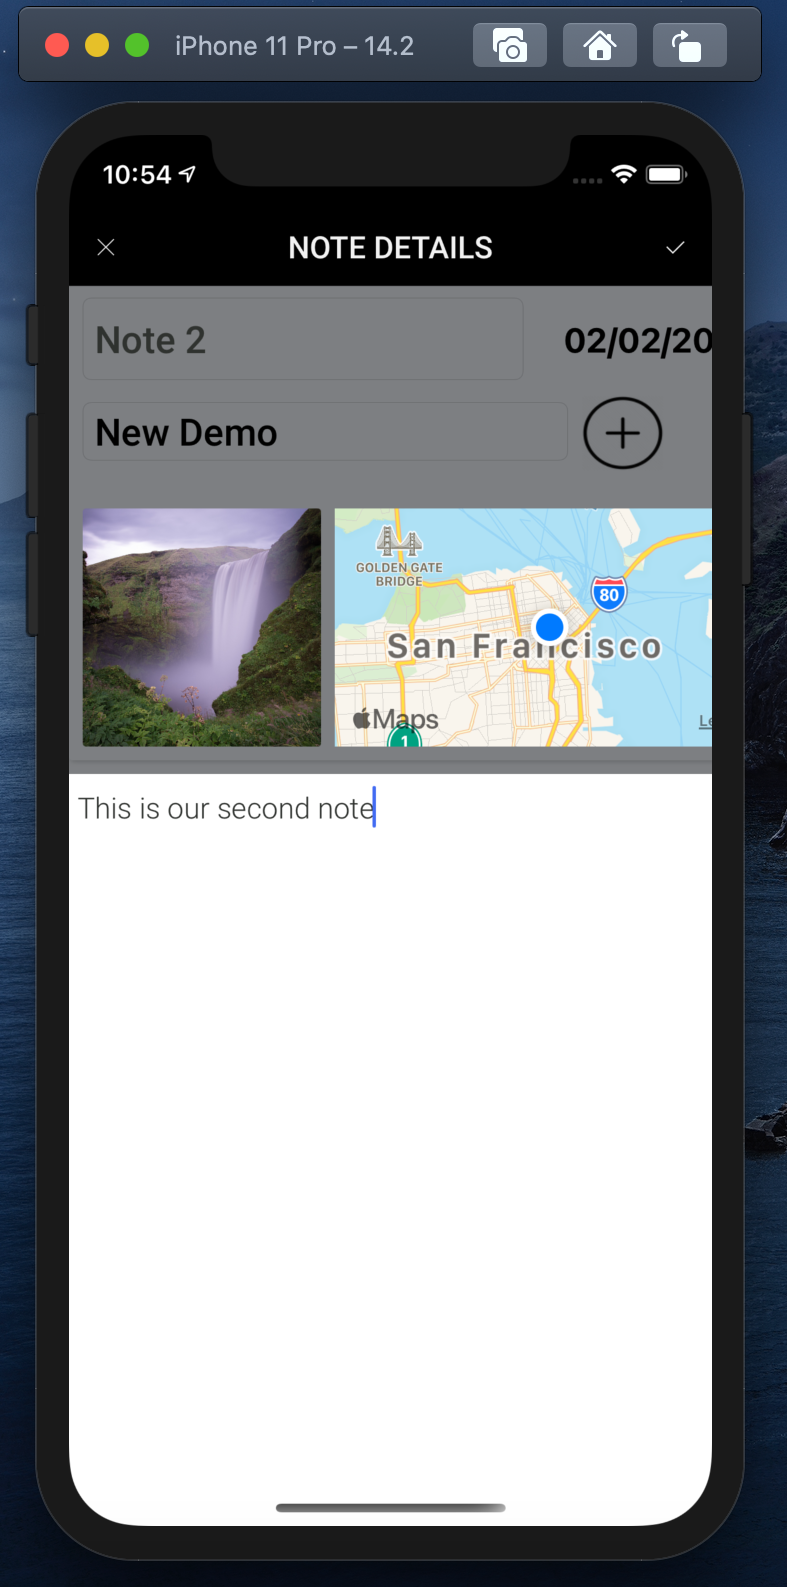 iPhone 11 Pro – 14.2
10:54
NOTE DETAILS
Note 2
02/02/20
New Demo
GOLDEN GATE
BRIDGE
80
San Francisco
Maps
Le
1
This is our second note